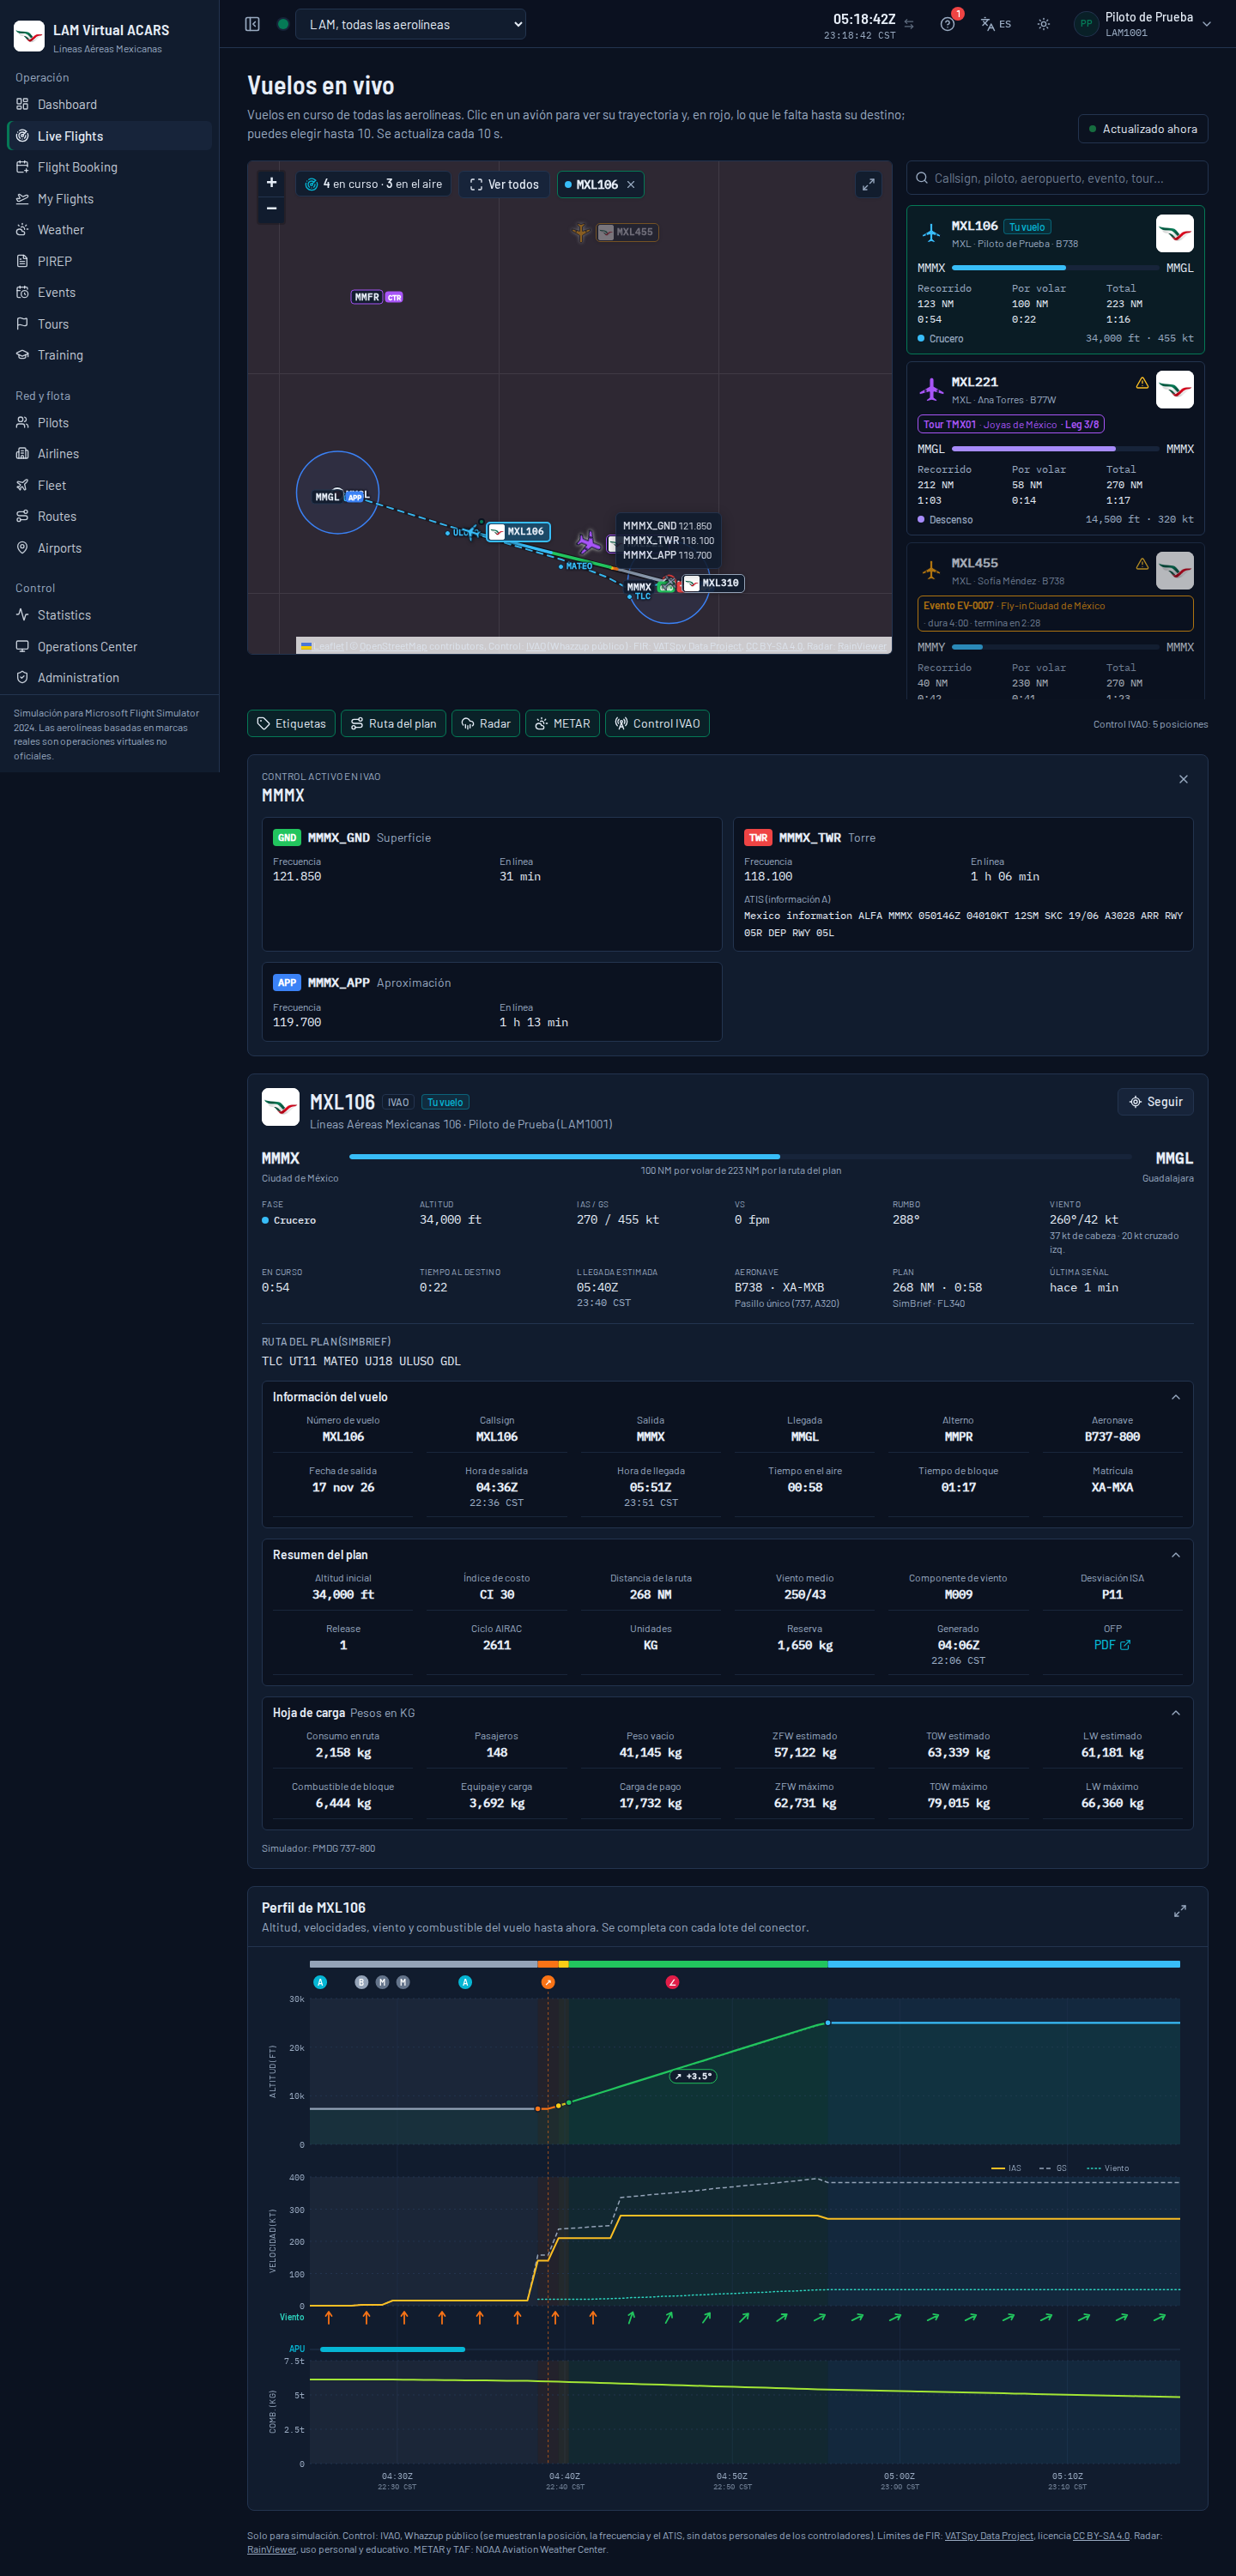 LAM Virtual ACARS
Líneas Aéreas Mexicanas
Operación
Dashboard
Live Flights
Flight Booking
My Flights
Weather
PIREP
Events
Tours
Training
Red y flota
Pilots
Airlines
Fleet
Routes
Airports
Control
Statistics
Operations Center
Administration
Simulación para Microsoft Flight Simulator
2024. Las aerolíneas basadas en marcas
reales son operaciones virtuales no
oficiales.
LAM, todas las aerolíneas
05:18:42Z
23:18:42 CST
1
ES
PP
Piloto de Prueba
LAM1001
Vuelos en vivo
Vuelos en curso de todas las aerolíneas. Clic en un avión para ver su trayectoria y, en rojo, lo que le falta hasta su destino;
puedes elegir hasta 10. Se actualiza cada 10 s.
Actualizado ahora
+
−
4 en curso · 3 en el aire
Ver todos
MXL106
MXL455
MMFR CTR
MMGL APP
MXL106
MATEO
MMMX_GND 121.850
MMMX_TWR 118.100
MMMX_APP 119.700
MMMX
MXL310
TLC
Leaflet | © OpenStreetMap contributors, Control: IVAO (Whazzup público), FIR: VATSpy Data Project, CC BY-SA 4.0, Radar: RainViewer
Callsign, piloto, aeropuerto, evento, tour...
MXL106 Tu vuelo
MXL · Piloto de Prueba · B738
MMMX MMGL
Recorrido Por volar Total
123 NM 100 NM 223 NM
0:54 0:22 1:16
Crucero 34,000 ft · 455 kt
MXL221
MXL · Ana Torres · B77W
Tour TMX01 · Joyas de México · Leg 3/8
MMGL MMMX
Recorrido Por volar Total
212 NM 58 NM 270 NM
1:03 0:14 1:17
Descenso 14,500 ft · 320 kt
MXL455
MXL · Sofía Méndez · B738
Evento EV-0007 · Fly-in Ciudad de México
· dura 4:00 · termina en 2:28
MMMY MMMX
Recorrido Por volar Total
40 NM 230 NM 270 NM
0:42 0:41 1:23
Etiquetas
Ruta del plan
Radar
METAR
Control IVAO
Control IVAO: 5 posiciones
CONTROL ACTIVO EN IVAO
MMMX
GND MMMX_GND Superficie
Frecuencia En línea
121.850 31 min
TWR MMMX_TWR Torre
Frecuencia En línea
118.100 1 h 06 min
ATIS (información A)
Mexico information ALFA MMMX 050146Z 04010KT 12SM SKC 19/06 A3028 ARR RWY
05R DEP RWY 05L
APP MMMX_APP Aproximación
Frecuencia En línea
119.700 1 h 13 min
MXL106 IVAO Tu vuelo
Líneas Aéreas Mexicanas 106 · Piloto de Prueba (LAM1001)
Seguir
MMMX MMGL
Ciudad de México 100 NM por volar de 223 NM por la ruta del plan Guadalajara
FASE ALTITUD IAS / GS VS RUMBO VIENTO
Crucero 34,000 ft 270 / 455 kt 0 fpm 288° 260°/42 kt
37 kt de cabeza · 20 kt cruzado
izq.
EN CURSO TIEMPO AL DESTINO LLEGADA ESTIMADA AERONAVE PLAN ÚLTIMA SEÑAL
0:54 0:22 05:40Z B738 · XA-MXB 268 NM · 0:58 hace 1 min
23:40 CST Pasillo único (737, A320) SimBrief · FL340
RUTA DEL PLAN (SIMBRIEF)
TLC UT11 MATEO UJ18 ULUSO GDL
Información del vuelo
Número de vuelo Callsign Salida Llegada Alterno Aeronave
MXL106 MXL106 MMMX MMGL MMPR B737-800
Fecha de salida Hora de salida Hora de llegada Tiempo en el aire Tiempo de bloque Matrícula
17 nov 26 04:36Z 05:51Z 00:58 01:17 XA-MXA
22:36 CST 23:51 CST
Resumen del plan
Altitud inicial Índice de costo Distancia de la ruta Viento medio Componente de viento Desviación ISA
34,000 ft CI 30 268 NM 250/43 M009 P11
Release Ciclo AIRAC Unidades Reserva Generado OFP
1 2611 KG 1,650 kg 04:06Z PDF
22:06 CST
Hoja de carga Pesos en KG
Consumo en ruta Pasajeros Peso vacío ZFW estimado TOW estimado LW estimado
2,158 kg 148 41,145 kg 57,122 kg 63,339 kg 61,181 kg
Combustible de bloque Equipaje y carga Carga de pago ZFW máximo TOW máximo LW máximo
6,444 kg 3,692 kg 17,732 kg 62,731 kg 79,015 kg 66,360 kg
Simulador: PMDG 737-800
Perfil de MXL106
Altitud, velocidades, viento y combustible del vuelo hasta ahora. Se completa con cada lote del conector.
A B M M A
30k
20k
10k
0
ALTITUD (FT)
↗ +3.5°
IAS GS Viento
400
300
200
100
0
VELOCIDAD (KT)
Viento
APU
7.5t
5t
2.5t
0
COMB. (KG)
04:30Z 04:40Z 04:50Z 05:00Z 05:10Z
22:30 CST 22:40 CST 22:50 CST 23:00 CST 23:10 CST
Solo para simulación. Control: IVAO, Whazzup público (se muestran la posición, la frecuencia y el ATIS, sin datos personales de los controladores). Límites de FIR: VATSpy Data Project, licencia CC BY-SA 4.0. Radar:
RainViewer, uso personal y educativo. METAR y TAF: NOAA Aviation Weather Center.